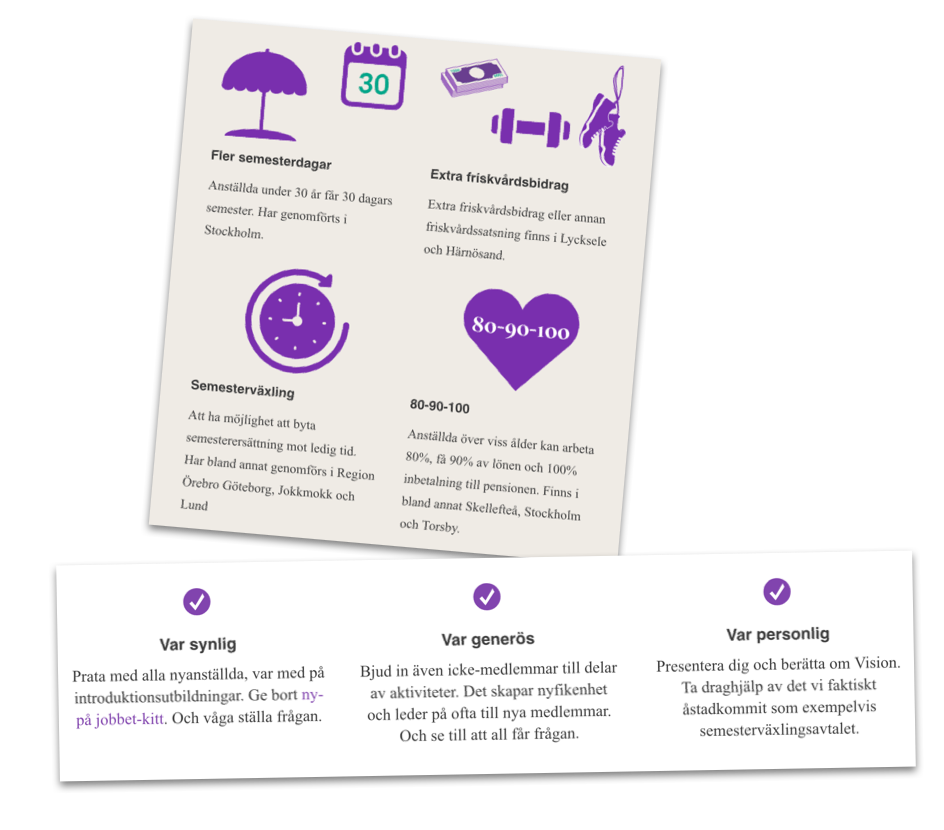 30
Fler semesterdagar
Anställda under 30 år får 30 dagars
semester. Har genomförts i
Stockholm.
Extra friskvårdsbidrag
Extra friskvårdsbidrag eller annan
friskvårdssatsning finns i Lycksele
och Härnösand.
Semesterväxling
Att ha möjlighet att byta
semesterersättning mot ledig tid.
Har bland annat genomförs i Region
Örebro Göteborg, Jokkmokk och
Lund
80-90-100
80-90-100
Anställda över viss ålder kan arbeta
80%, få 90% av lönen och 100%
inbetalning till pensionen. Finns i
bland annat Skellefteå, Stockholm
och Torsby.
Var synlig
Prata med alla nyanställda, var med på
introduktionsutbildningar. Ge bort ny-
på jobbet-kitt. Och våga ställa frågan.
Var generös
Bjud in även icke-medlemmar till delar
av aktiviteter. Det skapar nyfikenhet
och leder på ofta till nya medlemmar.
Och se till att all får frågan.
Var personlig
Presentera dig och berätta om Vision.
Ta draghjälp av det vi faktiskt
åstadkommit som exempelvis
semesterväxlingsavtalet.